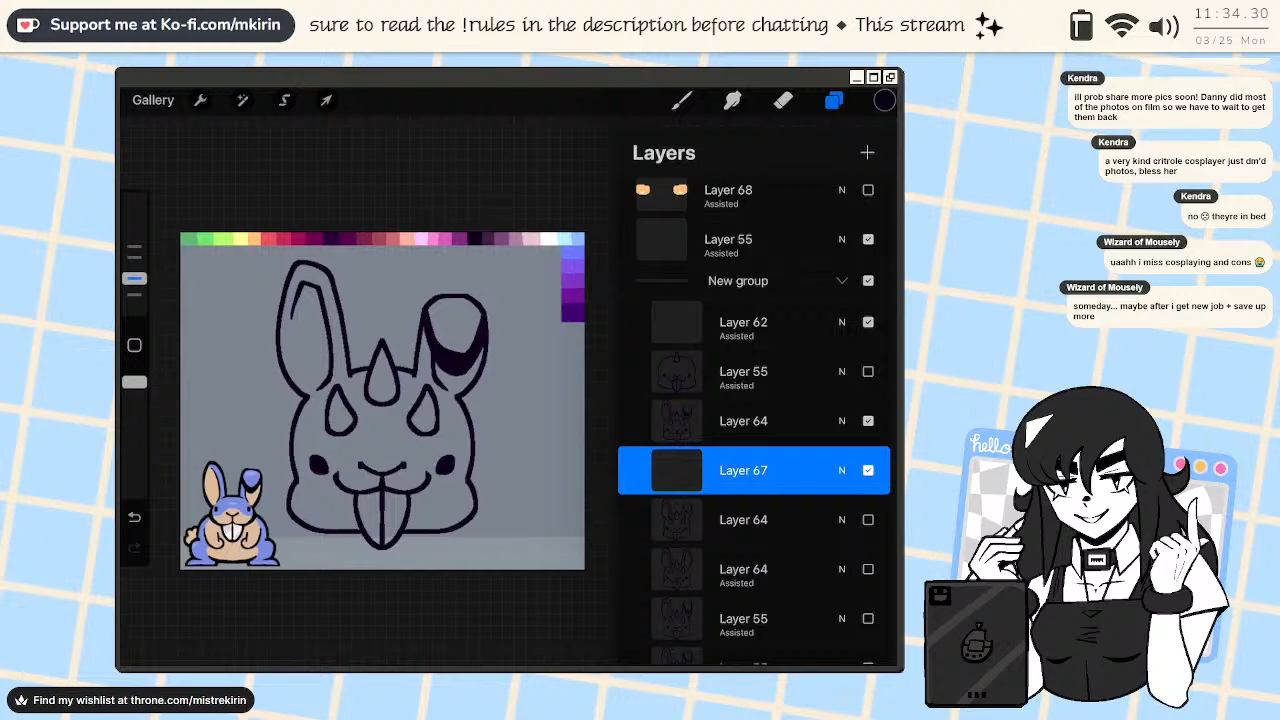 Support me at Ko-fi.com/mkirin
sure to read the !rules in the description before chatting ◆ This stream
11:34.30
03/25 Mon
Gallery
Layers
Layer 68
N
Assisted
Layer 55
N
Assisted
New group
Layer 62
N
Assisted
Layer 55
N
Assisted
Layer 64
N
Layer 67
N
Layer 64
N
Layer 64
N
Assisted
Layer 55
N
Assisted
Kendra
ill prob share more pics soon! Danny did most
of the photos on film so we have to wait to get
them back
Kendra
a very kind critrole cosplayer just dm'd
photos, bless her
Kendra
no ☹ theyre in bed
Wizard of Mousely
uaahh i miss cosplaying and cons 😭
Wizard of Mousely
someday... maybe after i get new job + save up
more
hello
Find my wishlist at throne.com/mistrekirin